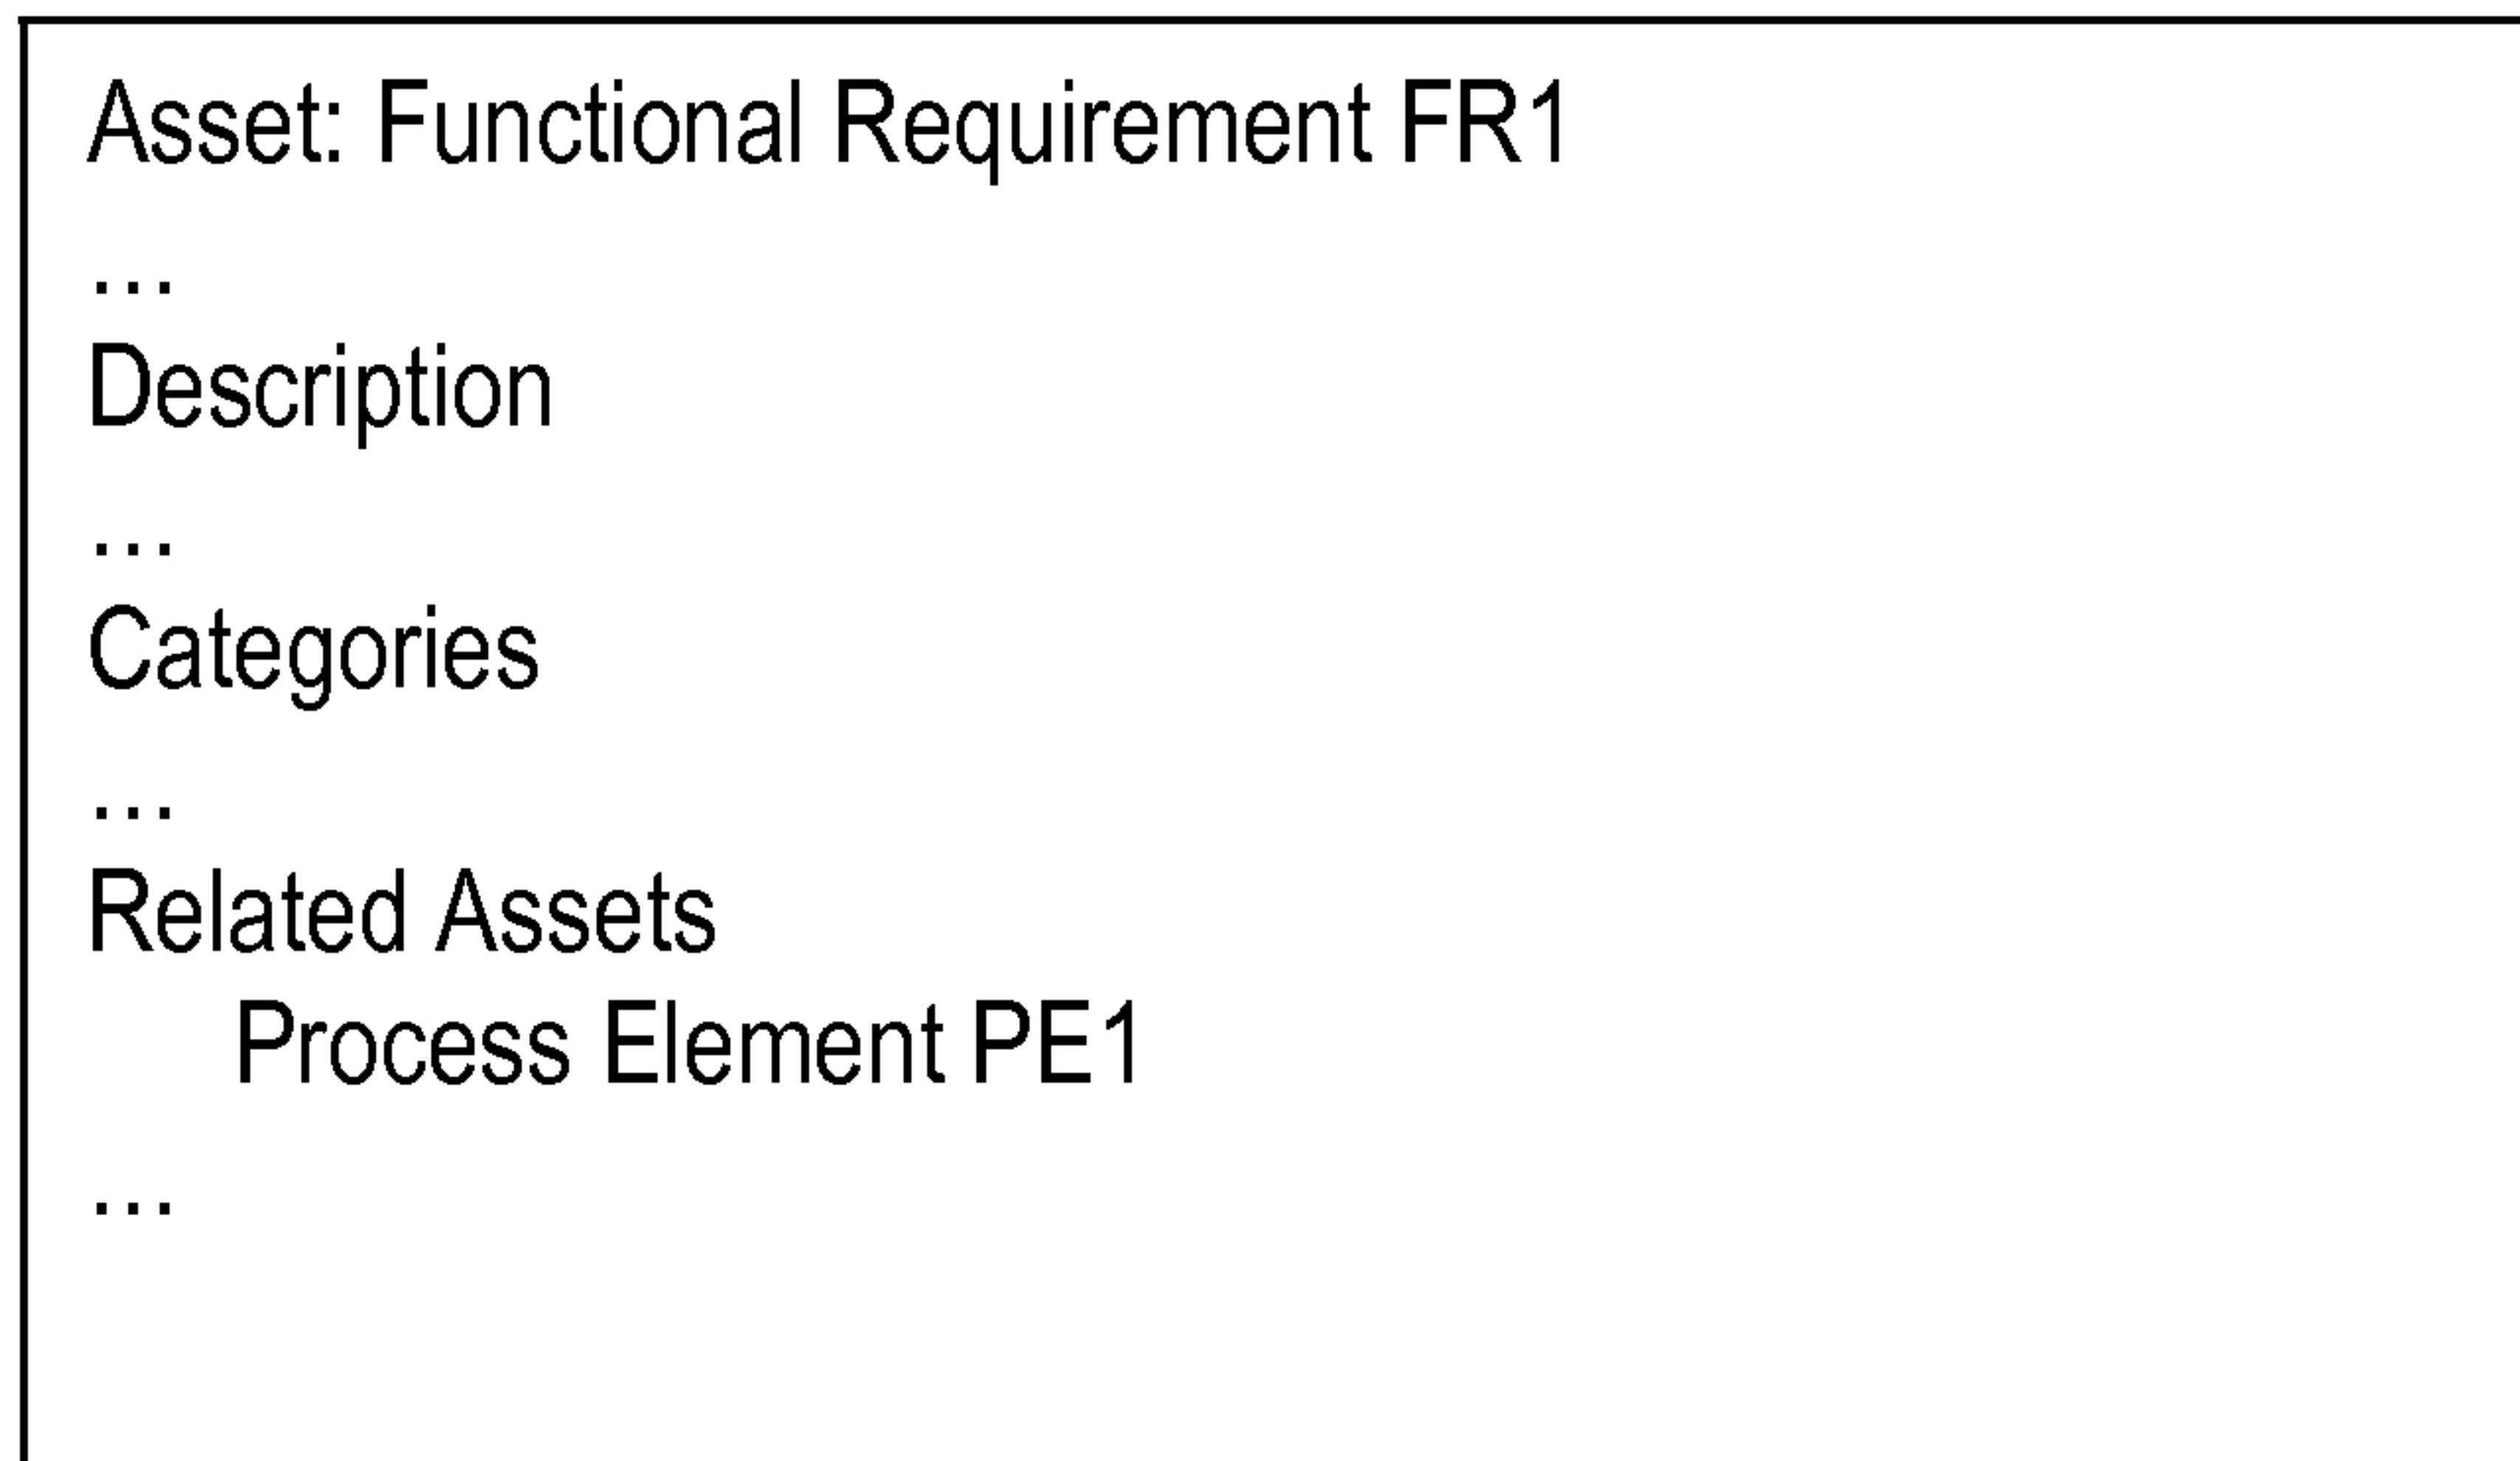 Asset: Functional Requirement FR1
...
Description
...
Categories
...
Related Assets
Process Element PE1
...